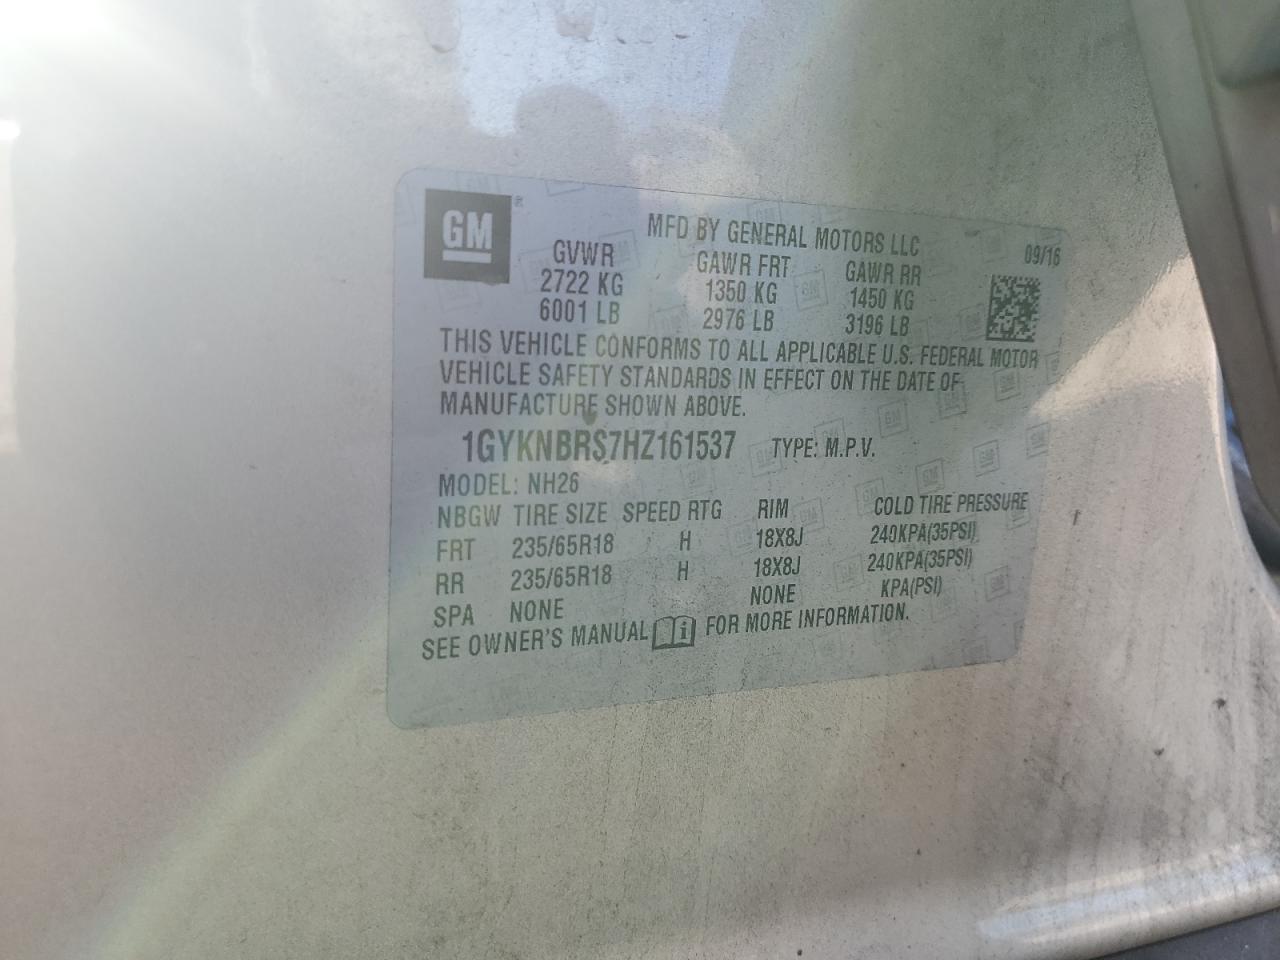 GM ®
MFD BY GENERAL MOTORS LLC
09/16
GVWR GAWR FRT GAWR RR
2722 KG 1350 KG 1450 KG
6001 LB 2976 LB 3196 LB
THIS VEHICLE CONFORMS TO ALL APPLICABLE U.S. FEDERAL MOTOR
VEHICLE SAFETY STANDARDS IN EFFECT ON THE DATE OF
MANUFACTURE SHOWN ABOVE.
1GYKNBRS7HZ161537 TYPE: M.P.V.
MODEL: NH26
NBGW TIRE SIZE SPEED RTG RIM COLD TIRE PRESSURE
FRT 235/65R18 H 18X8J 240KPA(35PSI)
RR 235/65R18 H 18X8J 240KPA(35PSI)
SPA NONE NONE KPA(PSI)
SEE OWNER'S MANUAL FOR MORE INFORMATION.